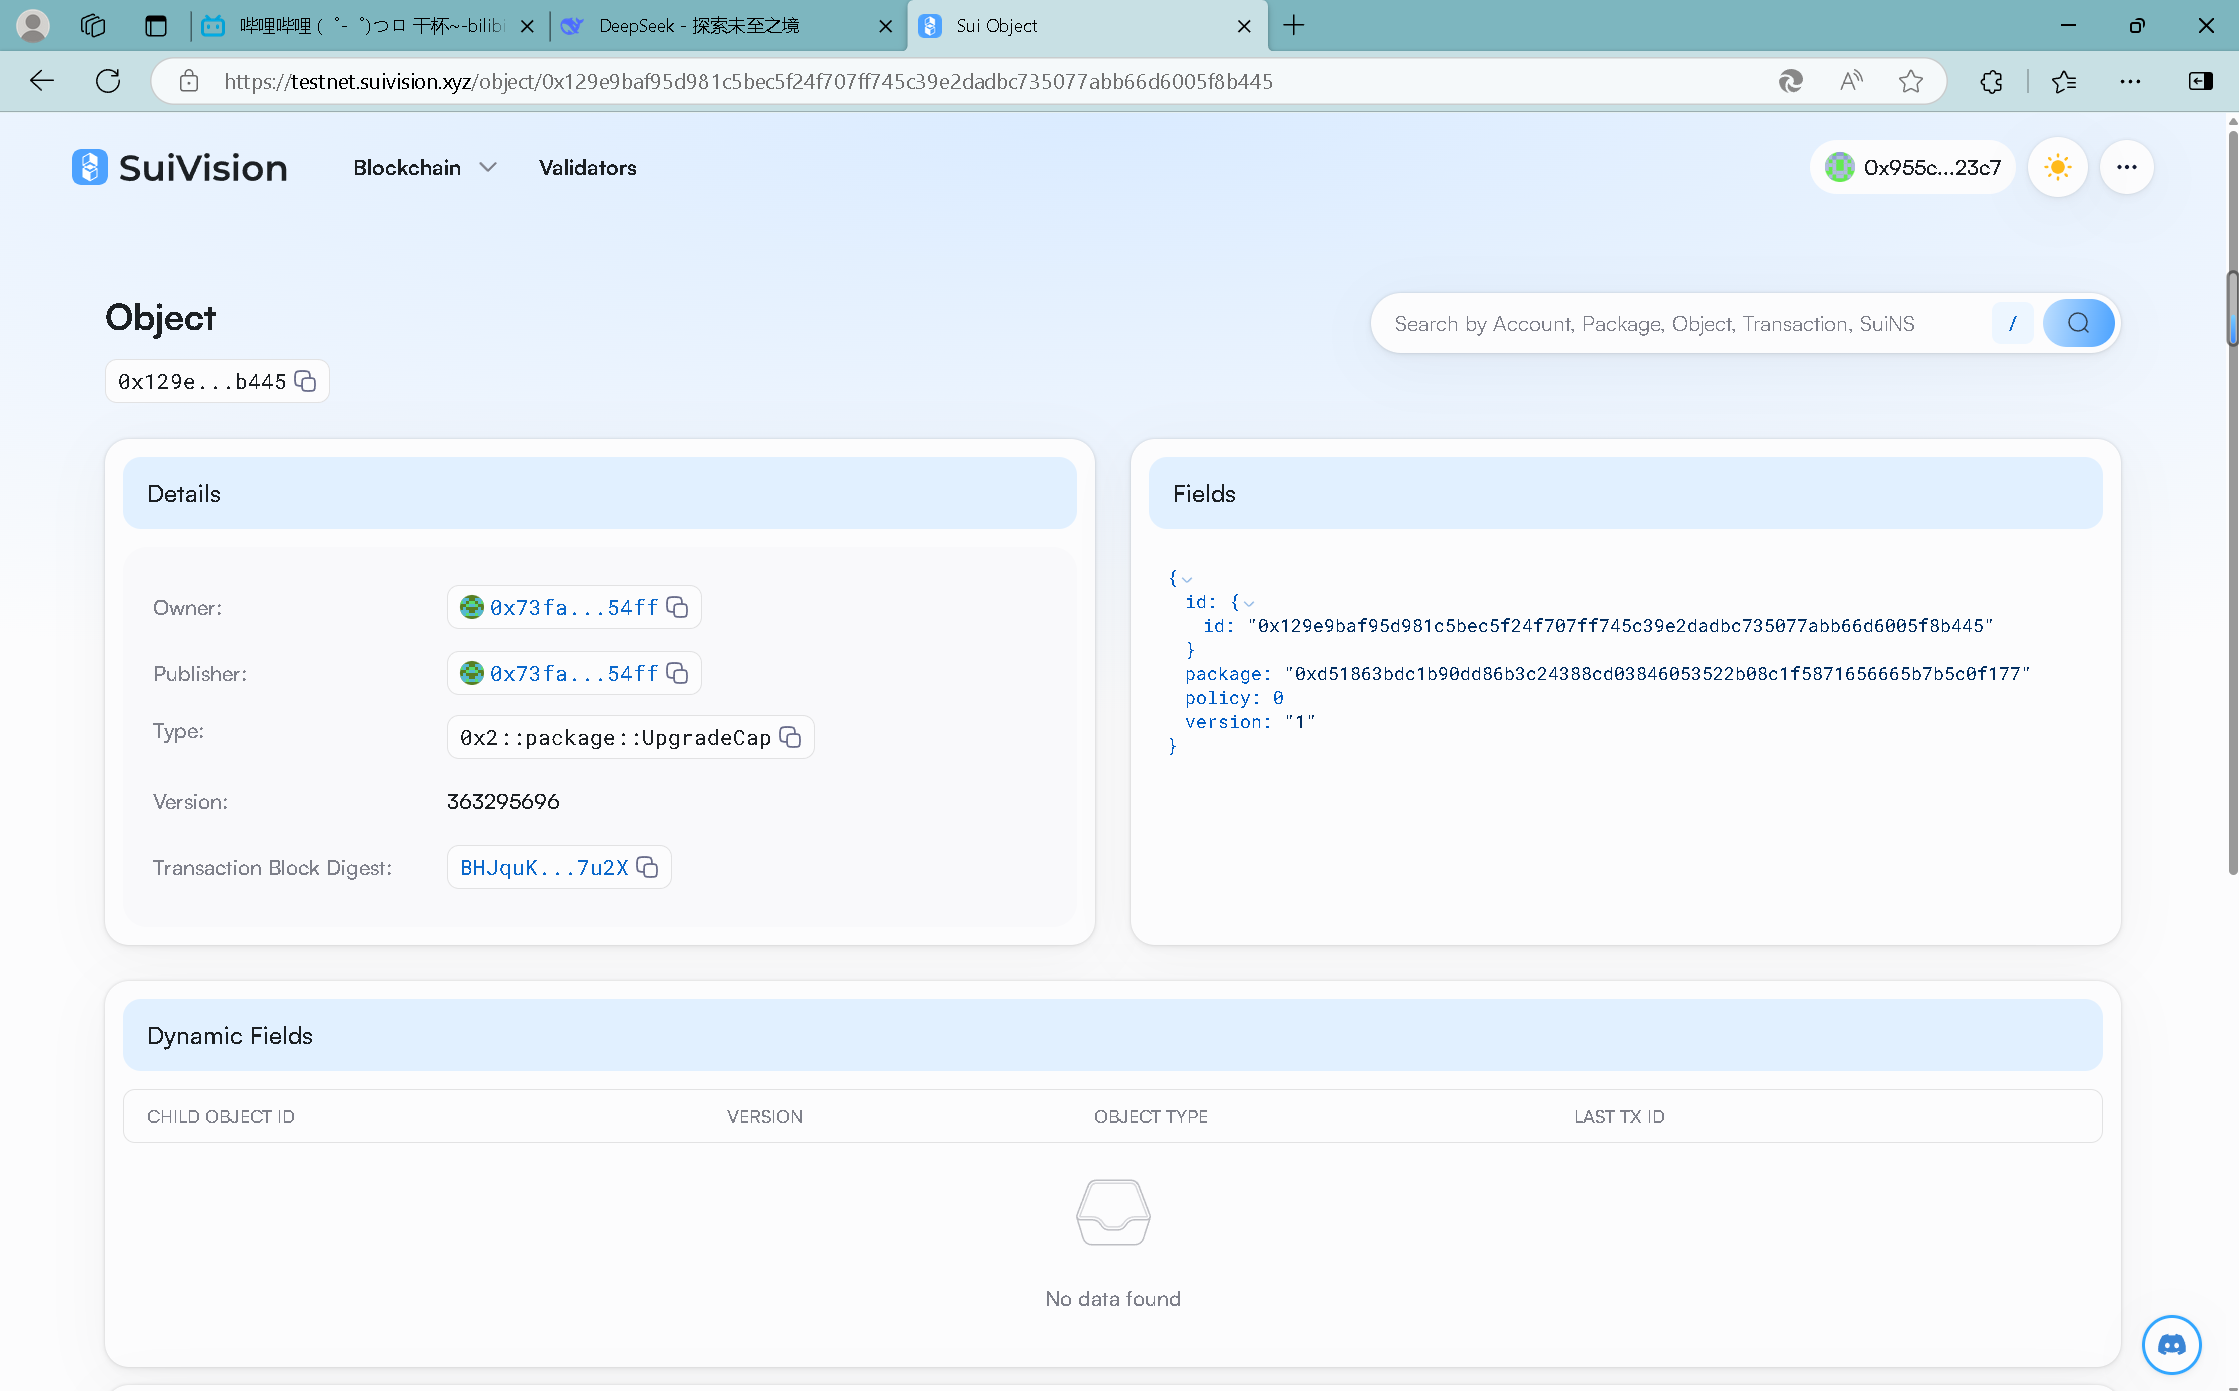 哔哩哔哩 (゜-゜)つロ 干杯~-bilibi
DeepSeek - 探索未至之境
Sui Object
https://testnet.suivision.xyz/object/0x129e9baf95d981c5bec5f24f707ff745c39e2dadbc735077abb66d6005f8b445
SuiVision
Blockchain
Validators
0x955c...23c7
Object
Search by Account, Package, Object, Transaction, SuiNS
/
0x129e...b445
Details
Owner:
0x73fa...54ff
Publisher:
0x73fa...54ff
Type:
0x2::package::UpgradeCap
Version:
363295696
Transaction Block Digest:
BHJquK...7u2X
Fields
{
id: {
id: "0x129e9baf95d981c5bec5f24f707ff745c39e2dadbc735077abb66d6005f8b445"
}
package: "0xd51863bdc1b90dd86b3c24388cd03846053522b08c1f5871656665b7b5c0f177"
policy: 0
version: "1"
}
Dynamic Fields
CHILD OBJECT ID
VERSION
OBJECT TYPE
LAST TX ID
No data found